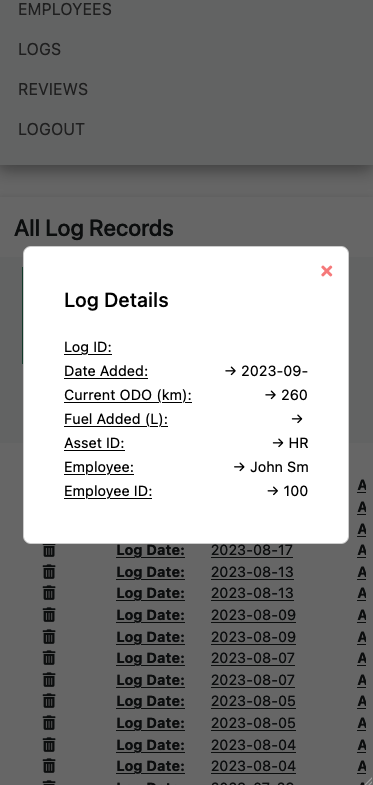 EMPLOYEES
LOGS
REVIEWS
LOGOUT
All Log Records
Log Details
Log ID:
Date Added: → 2023-09-
Current ODO (km): → 260
Fuel Added (L): →
Asset ID: → HR
Employee: → John Sm
Employee ID: → 100
A
A
A
Log Date: 2023-08-17 A
Log Date: 2023-08-13 A
Log Date: 2023-08-13 A
Log Date: 2023-08-09 A
Log Date: 2023-08-09 A
Log Date: 2023-08-07 A
Log Date: 2023-08-07 A
Log Date: 2023-08-05 A
Log Date: 2023-08-05 A
Log Date: 2023-08-04 A
Log Date: 2023-08-04 A